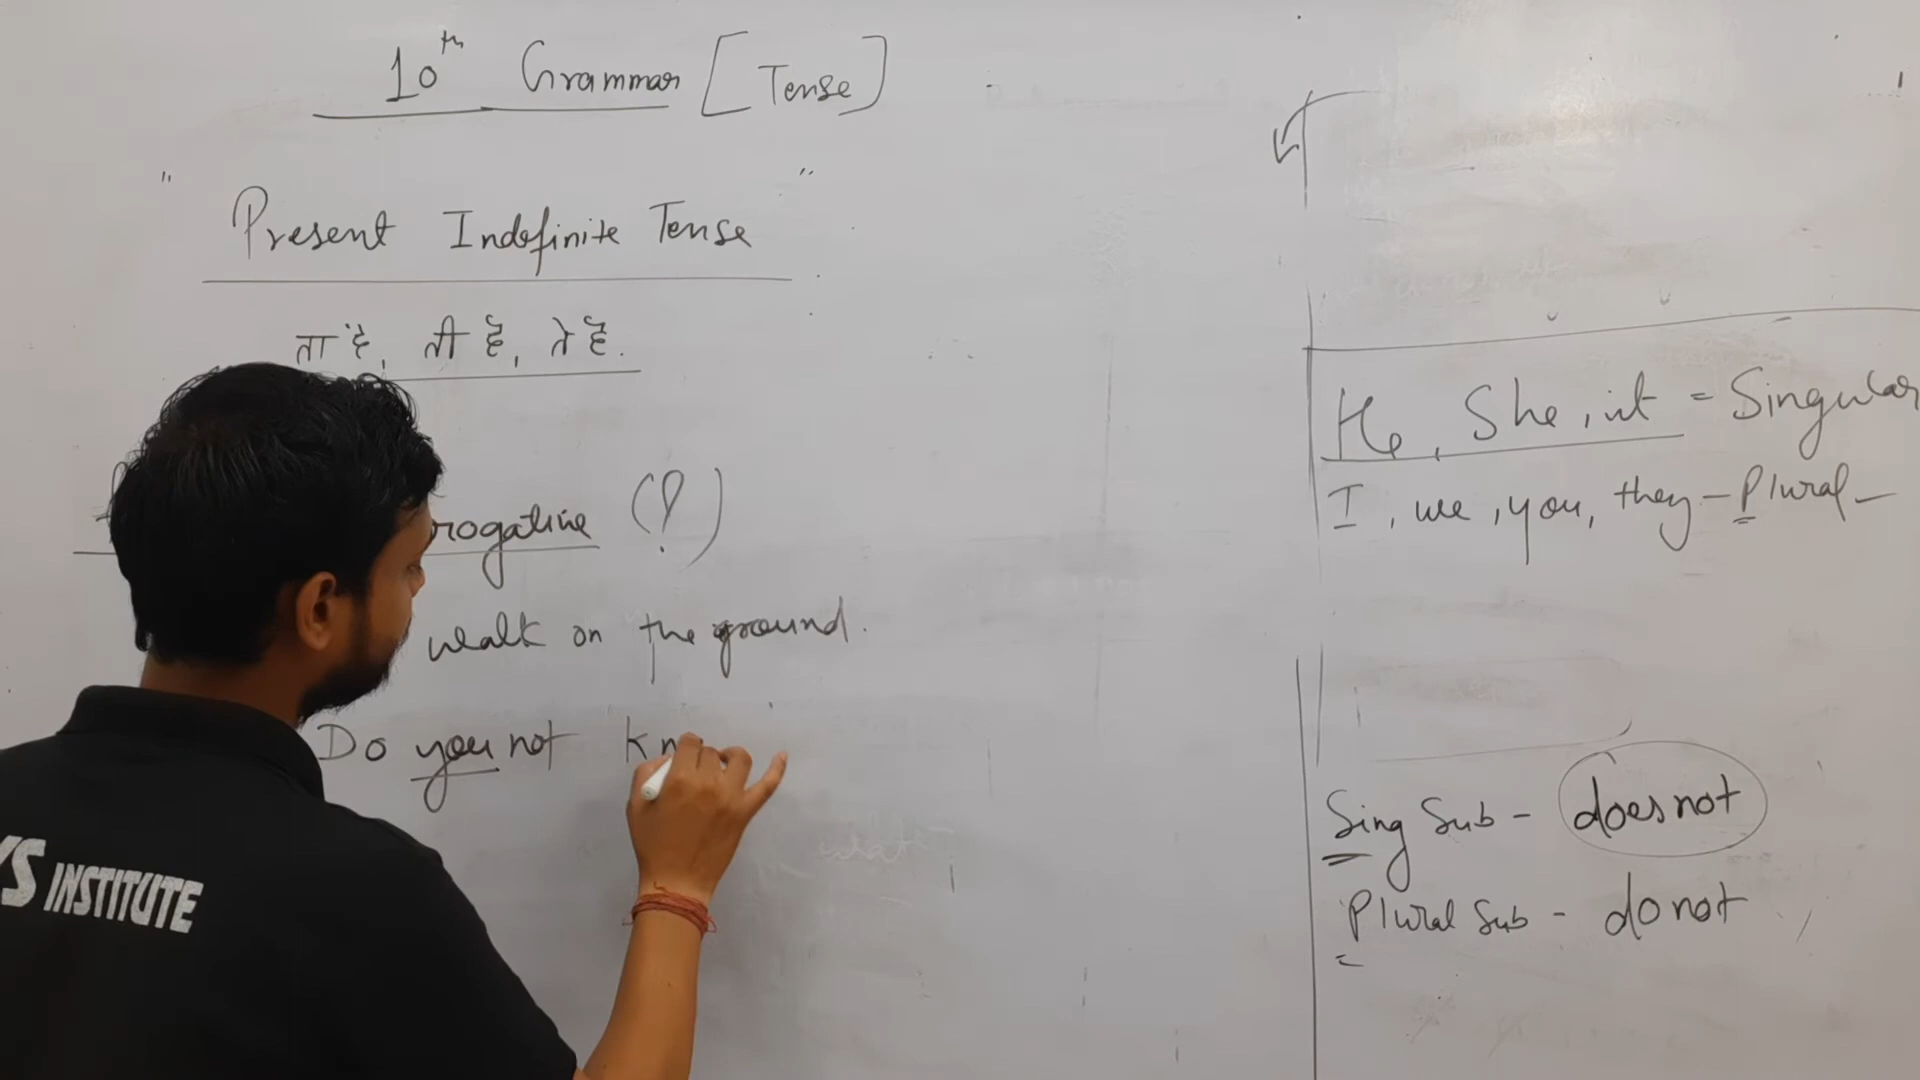 10th Grammar [Tense]
" Present Indefinite Tense "
ता है, ती है, ते है.
rogative (?)
walk on the ground.
Do you not kn
He, She, it = Singular
I, we, you, they - Plural -
Sing Sub - does not
Plural Sub - do not
INSTITUTE